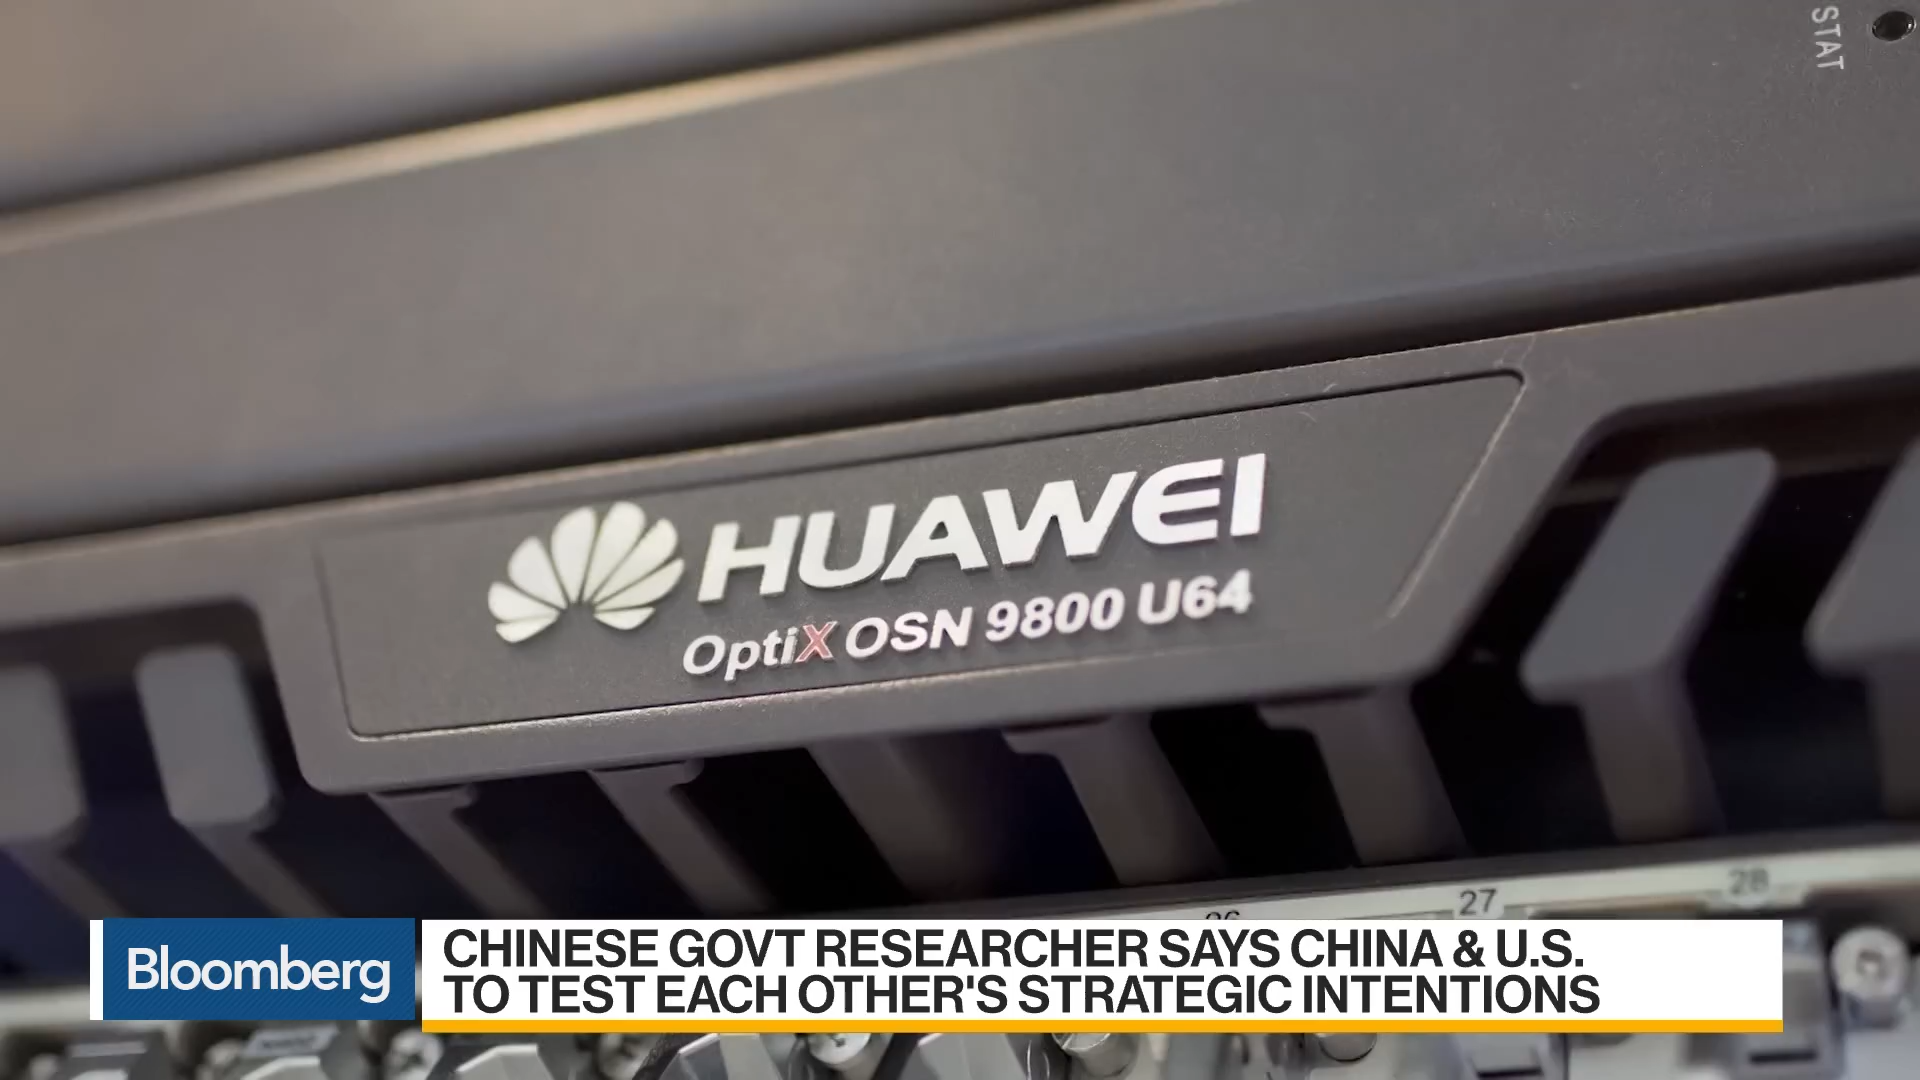 STAT
HUAWEI
OptiX OSN 9800 U64
27
28
Bloomberg
CHINESE GOVT RESEARCHER SAYS CHINA & U.S.
TO TEST EACH OTHER'S STRATEGIC INTENTIONS